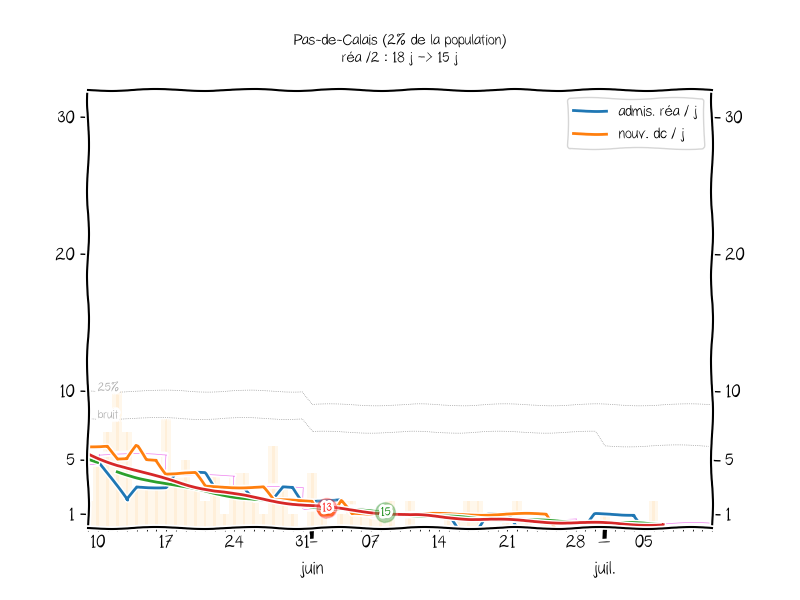 Pas-de-Calais (2% de la population)
réa /2 : 18 j -> 15 j
admis. réa / j
nouv. dc / j
30 30
20 20
10 10
25%
bruit
5 5
1 1
13 15
10 17 24 31 07 14 21 28 05
juin juil.